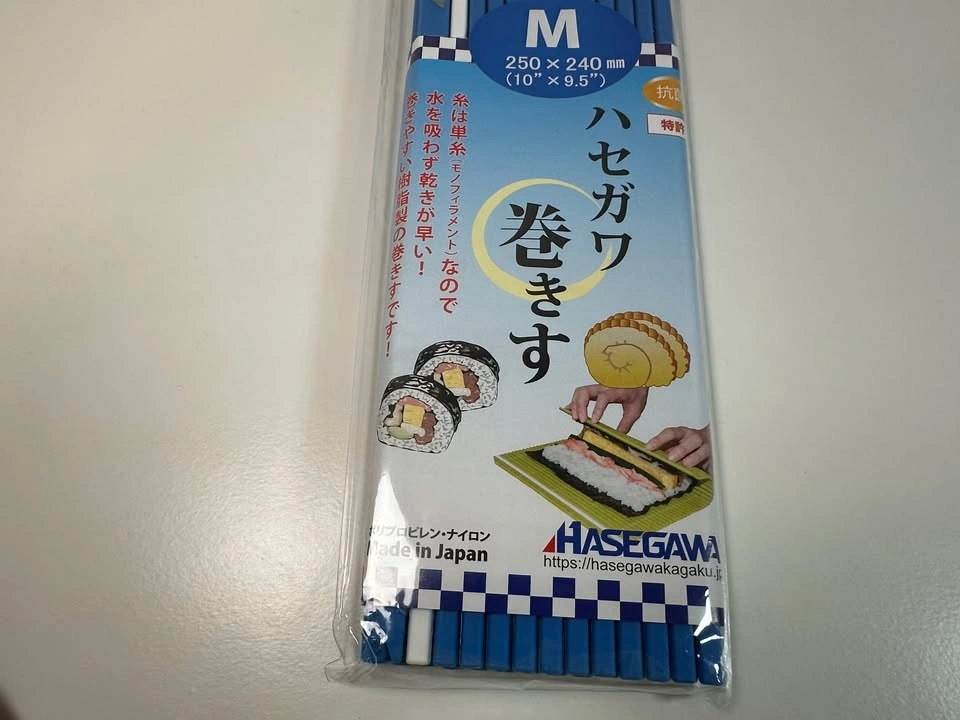 M
250 × 240 mm
(10” × 9.5”)
抗菌
特許
ハセガワ
巻きす
糸は単糸(モノフィラメント)なので
水を吸わず乾きが早い!
巻きやすい樹脂製の巻きすです!
ポリプロピレン・ナイロン
Made in Japan
HASEGAWA
https://hasegawakagaku.jp